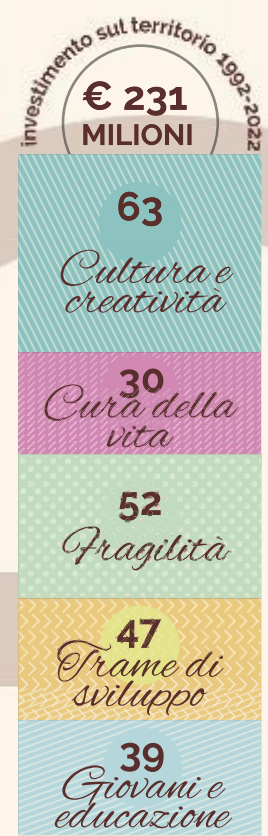 investimento sul territorio 1992-2022
€ 231
MILIONI
63
Cultura e
creatività
30
Cura della
vita
52
Fragilità
47
Trame di
sviluppo
39
Giovani e
educazione